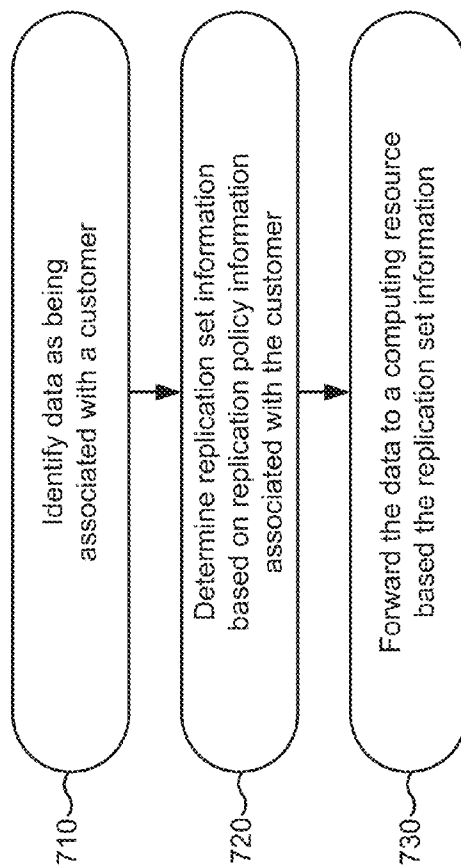 Identify data as being
associated with a customer
710
Determine replication set information
based on replication policy information
associated with the customer
720
Forward the data to a computing resource
based the replication set information
730